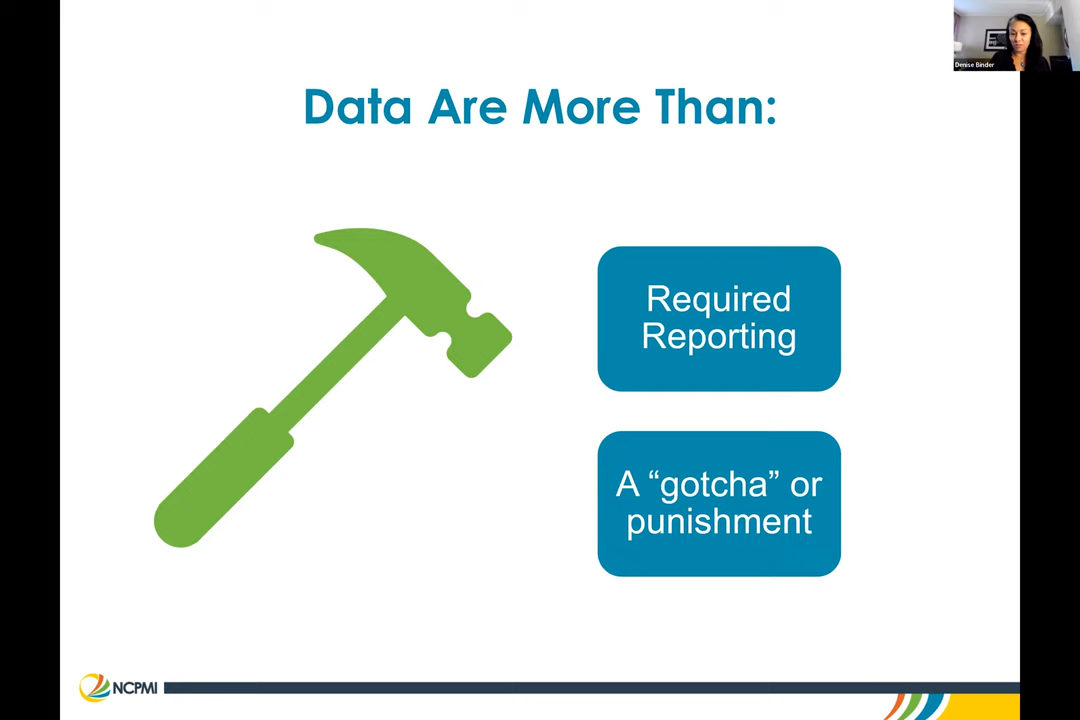 Denise Binder
Data Are More Than:
Required
Reporting
A “gotcha” or
punishment
NCPMI